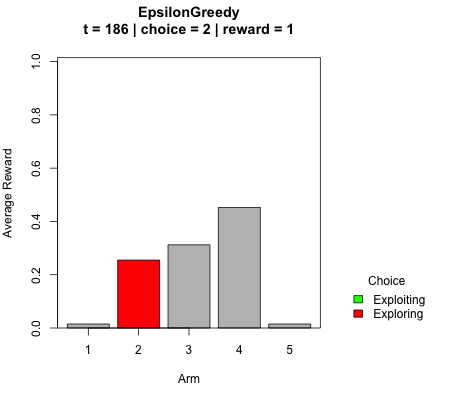 EpsilonGreedy
t = 186 | choice = 2 | reward = 1
1.0
0.8
0.6
0.4
0.2
0.0
Average Reward
1 2 3 4 5
Arm
Choice
Exploiting
Exploring